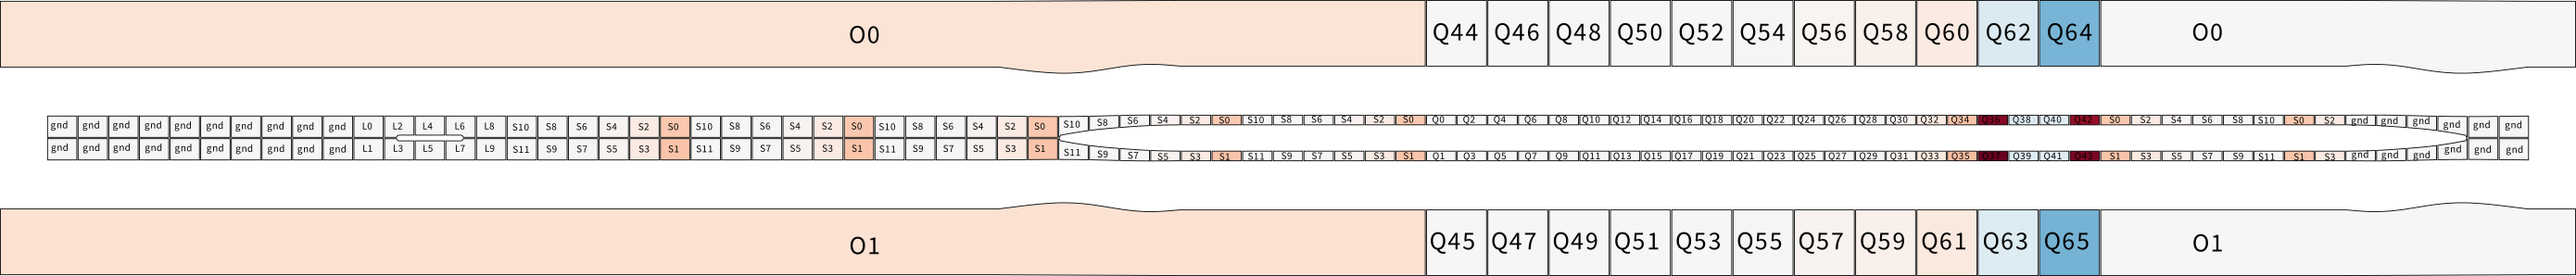 O0 Q44 Q46 Q48 Q50 Q52 Q54 Q56 Q58 Q60 Q62 Q64 O0
gnd gnd gnd gnd gnd gnd gnd gnd gnd gnd L0 L2 L4 L6 L8 S10 S8 S6 S4 S2 S0 S10 S8 S6 S4 S2 S0 S10 S8 S6 S4 S2 S0 S10 S8 S6 S4 S2 S0 S10 S8 S6 S4 S2 S0 Q0 Q2 Q4 Q6 Q8 Q10 Q12 Q14 Q16 Q18 Q20 Q22 Q24 Q26 Q28 Q30 Q32 Q34 Q36 Q38 Q40 Q42 S0 S2 S4 S6 S8 S10 S0 S2 gnd gnd gnd gnd gnd gnd
gnd gnd gnd gnd gnd gnd gnd gnd gnd gnd L1 L3 L5 L7 L9 S11 S9 S7 S5 S3 S1 S11 S9 S7 S5 S3 S1 S11 S9 S7 S5 S3 S1 S11 S9 S7 S5 S3 S1 S11 S9 S7 S5 S3 S1 Q1 Q3 Q5 Q7 Q9 Q11 Q13 Q15 Q17 Q19 Q21 Q23 Q25 Q27 Q29 Q31 Q33 Q35 Q37 Q39 Q41 Q43 S1 S3 S5 S7 S9 S11 S1 S3 gnd gnd gnd gnd gnd gnd
O1 Q45 Q47 Q49 Q51 Q53 Q55 Q57 Q59 Q61 Q63 Q65 O1